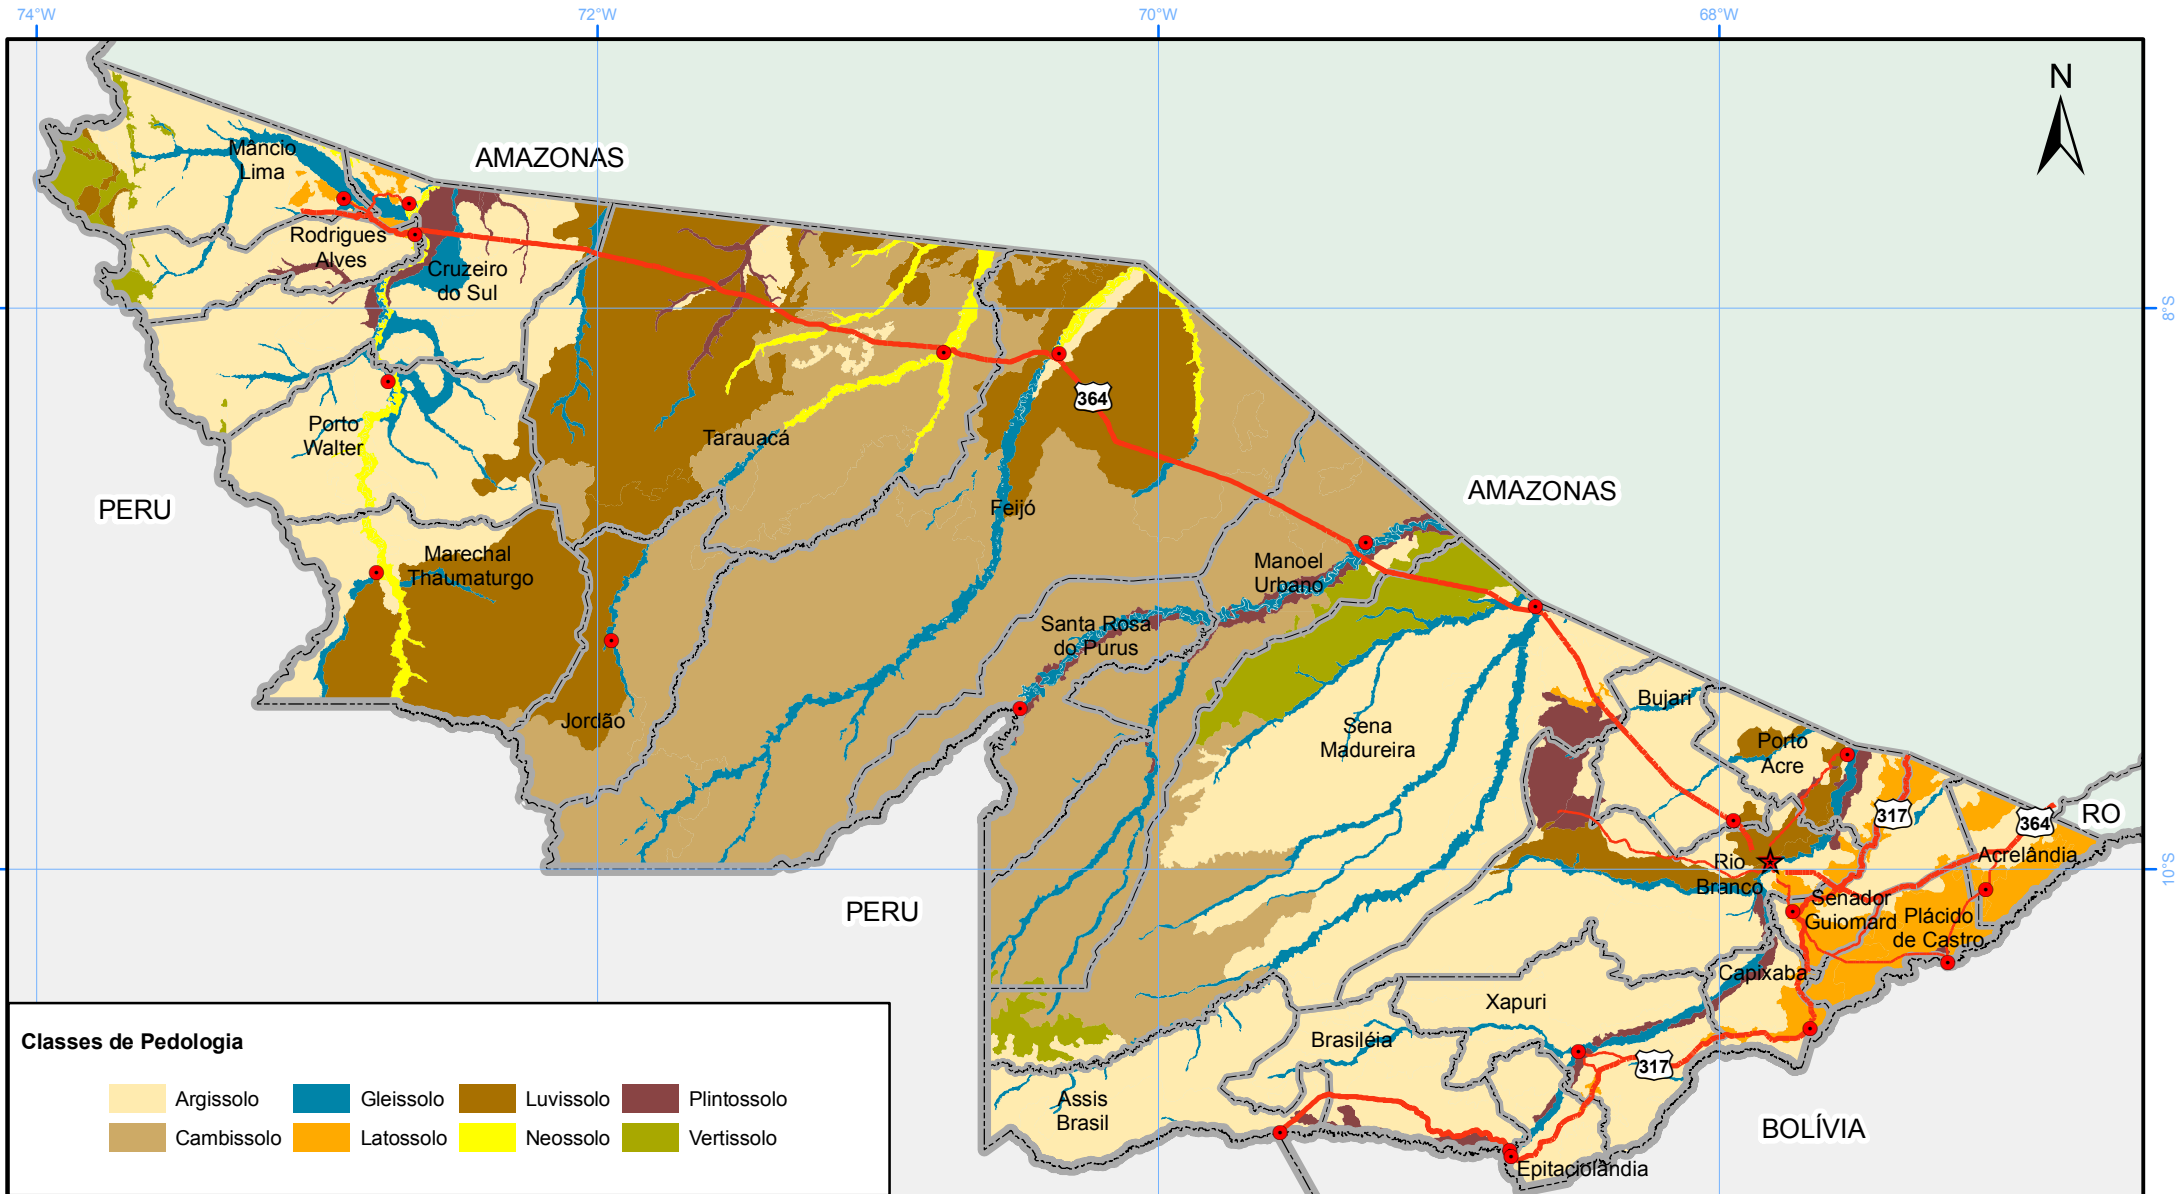 74°W
72°W
70°W
68°W
N
AMAZONAS
Mâncio
Lima
Rodrigues
Alves
Cruzeiro
do Sul
8°S
364
Porto
Walter
Tarauacá
PERU
AMAZONAS
Feijó
Marechal
Thaumaturgo
Manoel
Urbano
Santa Rosa
do Purus
Jordão
Sena
Madureira
Bujari
Porto
Acre
317
364
RO
Acrelândia
Rio
Branco
10°S
Senador
Guiomard
Plácido
de Castro
PERU
Capixaba
Xapuri
Brasiléia
317
Assis
Brasil
BOLÍVIA
Epitaciolândia
Classes de Pedologia
Argissolo
Gleissolo
Luvissolo
Plintossolo
Cambissolo
Latossolo
Neossolo
Vertissolo